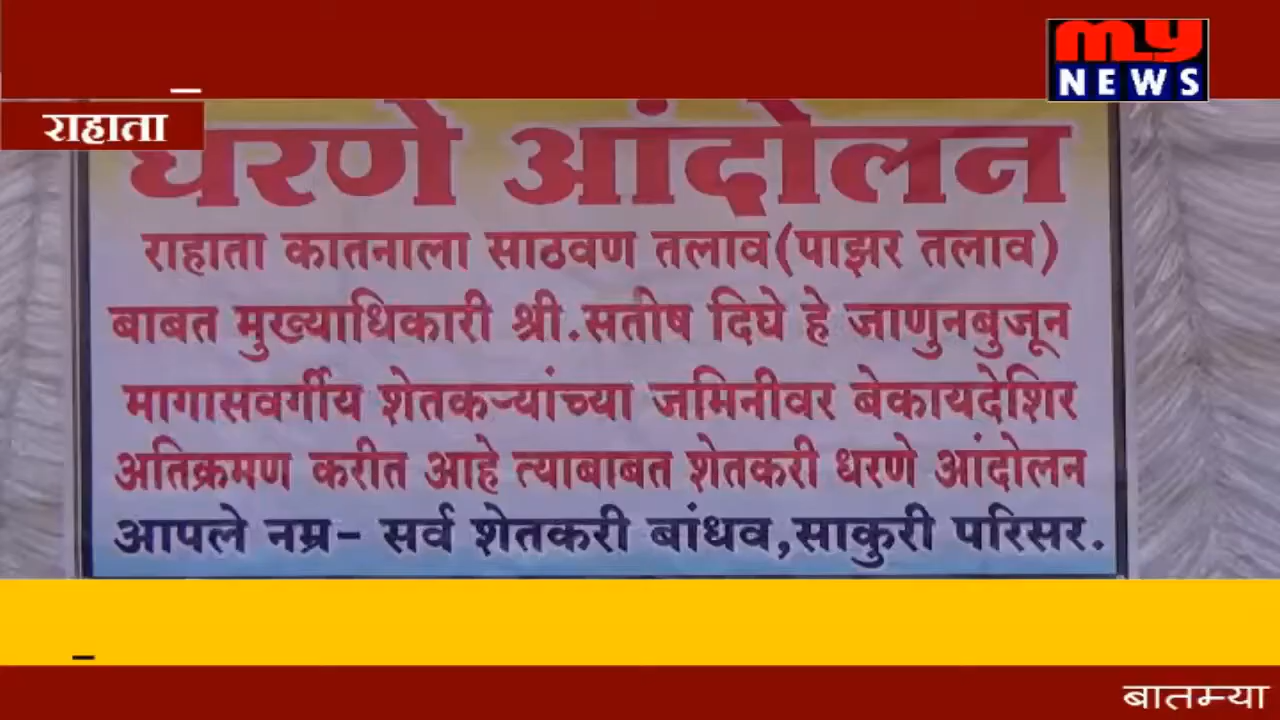 my
NEWS
राहाता
धरणे आंदोलन
राहाता कातनाला साठवण तलाव(पाझर तलाव)
बाबत मुख्याधिकारी श्री.सतीष दिघे हे जाणुनबुजून
मागासवर्गीय शेतकऱ्यांच्या जमिनीवर बेकायदेशिर
अतिक्रमण करीत आहे त्याबाबत शेतकरी धरणे आंदोलन
आपले नम्र- सर्व शेतकरी बांधव,साकुरी परिसर.
बातम्या